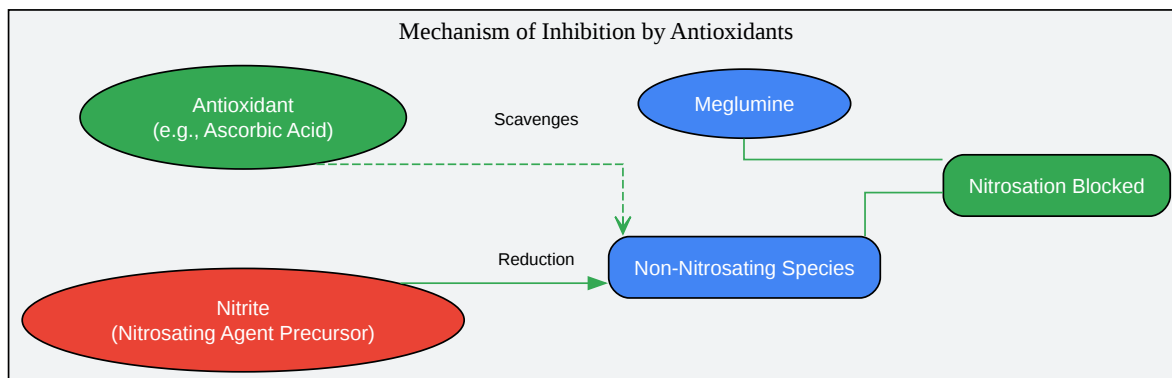 Mechanism of Inhibition by Antioxidants
Antioxidant
(e.g., Ascorbic Acid)
Scavenges
Meglumine
Nitrosation Blocked
Reduction
Non-Nitrosating Species
Nitrite
(Nitrosating Agent Precursor)